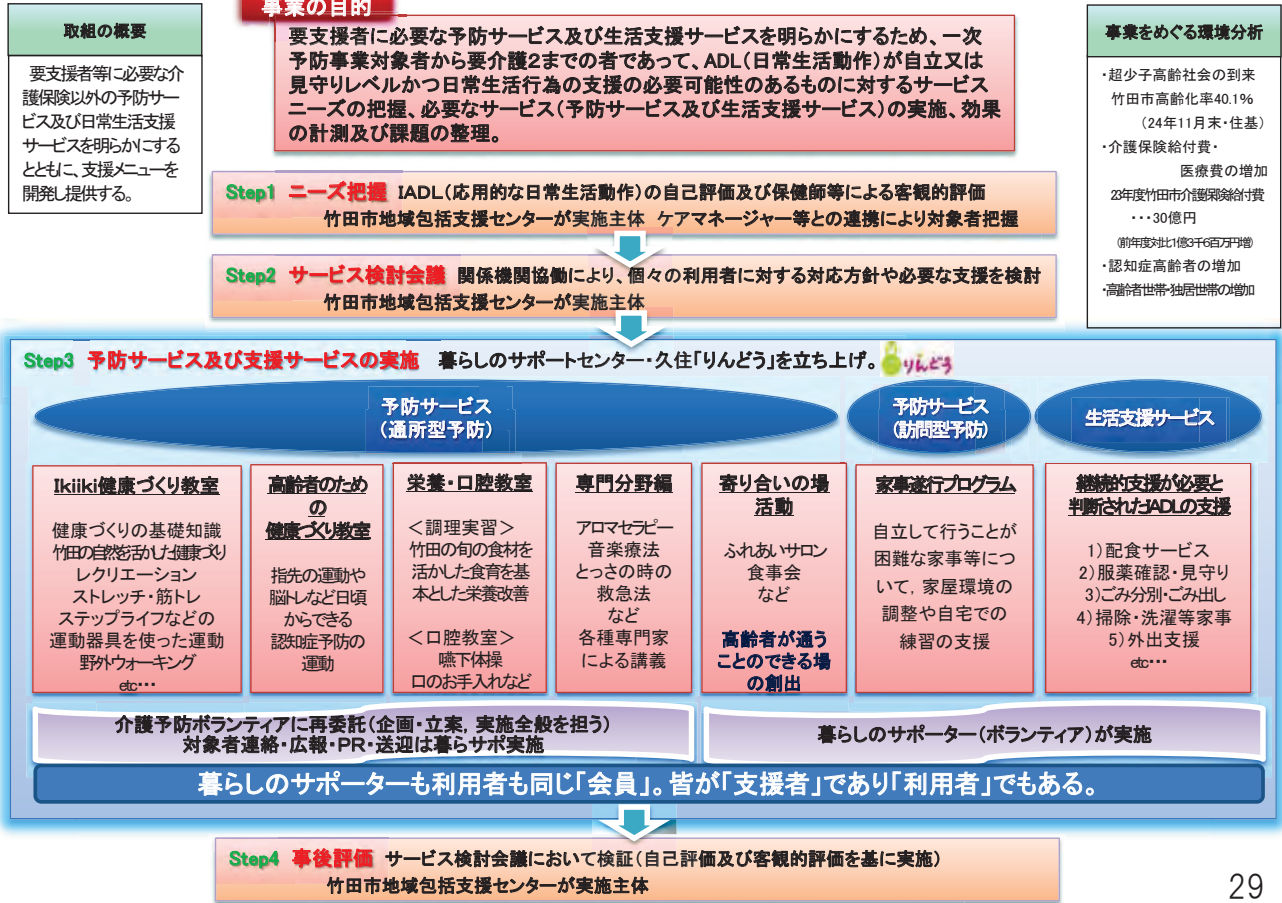 取組の概要
要支援者等に必要な介
護保険以外の予防サー
ビス及び日常生活支援
サービスを明らかにする
とともに、支援メニューを
開発し提供する。
事業の目的
要支援者に必要な予防サービス及び生活支援サービスを明らかにするため、一次
予防事業対象者から要介護2までの者であって、ADL(日常生活動作)が自立又は
見守りレベルかつ日常生活行為の支援の必要可能性のあるものに対するサービス
ニーズの把握、必要なサービス(予防サービス及び生活支援サービス)の実施、効果
の計測及び課題の整理。
事業をめぐる環境分析
・超少子高齢社会の到来
竹田市高齢化率40.1%
(24年11月末・住基)
・介護保険給付費・
医療費の増加
23年度竹田市介護保険給付費
・・・30億円
(前年度対比1億3千6百万円増)
・認知症高齢者の増加
・高齢者世帯・独居世帯の増加
Step1 ニーズ把握 IADL(応用的な日常生活動作)の自己評価及び保健師等による客観的評価
竹田市地域包括支援センターが実施主体 ケアマネージャー等との連携により対象者把握
Step2 サービス検討会議 関係機関協働により、個々の利用者に対する対応方針や必要な支援を検討
竹田市地域包括支援センターが実施主体
Step3 予防サービス及び支援サービスの実施 暮らしのサポートセンター・久住「りんどう」を立ち上げ。 りんどう
予防サービス
(通所型予防)
予防サービス
(訪問型予防)
生活支援サービス
Ikiiki健康づくり教室
健康づくりの基礎知識
竹田の自然を活かした健康づくり
レクリエーション
ストレッチ・筋トレ
ステップライフなどの
運動器具を使った運動
野外ウォーキング
etc・・・
高齢者のため
の
健康づくり教室
指先の運動や
脳トレなど日頃
からできる
認知症予防の
運動
栄養・口腔教室
<調理実習>
竹田の旬の食材を
活かした食育を基
本とした栄養改善
<口腔教室>
嚥下体操
口のお手入れなど
専門分野編
アロマセラピー
音楽療法
とっさの時の
救急法
など
各種専門家
による講義
寄り合いの場
活動
ふれあいサロン
食事会
など
高齢者が通う
ことのできる場
の創出
家事遂行プログラム
自立して行うことが
困難な家事等につ
いて,家屋環境の
調整や自宅での
練習の支援
継続的支援が必要と
判断されたIADLの支援
1)配食サービス
2)服薬確認・見守り
3)ごみ分別・ごみ出し
4)掃除・洗濯等家事
5)外出支援
etc・・・
介護予防ボランティアに再委託(企画・立案,実施全般を担う)
対象者連絡・広報・PR・送迎は暮らサポ実施
暮らしのサポーター(ボランティア)が実施
暮らしのサポーターも利用者も同じ「会員」。皆が「支援者」であり「利用者」でもある。
Step4 事後評価 サービス検討会議において検証(自己評価及び客観的評価を基に実施)
竹田市地域包括支援センターが実施主体
29